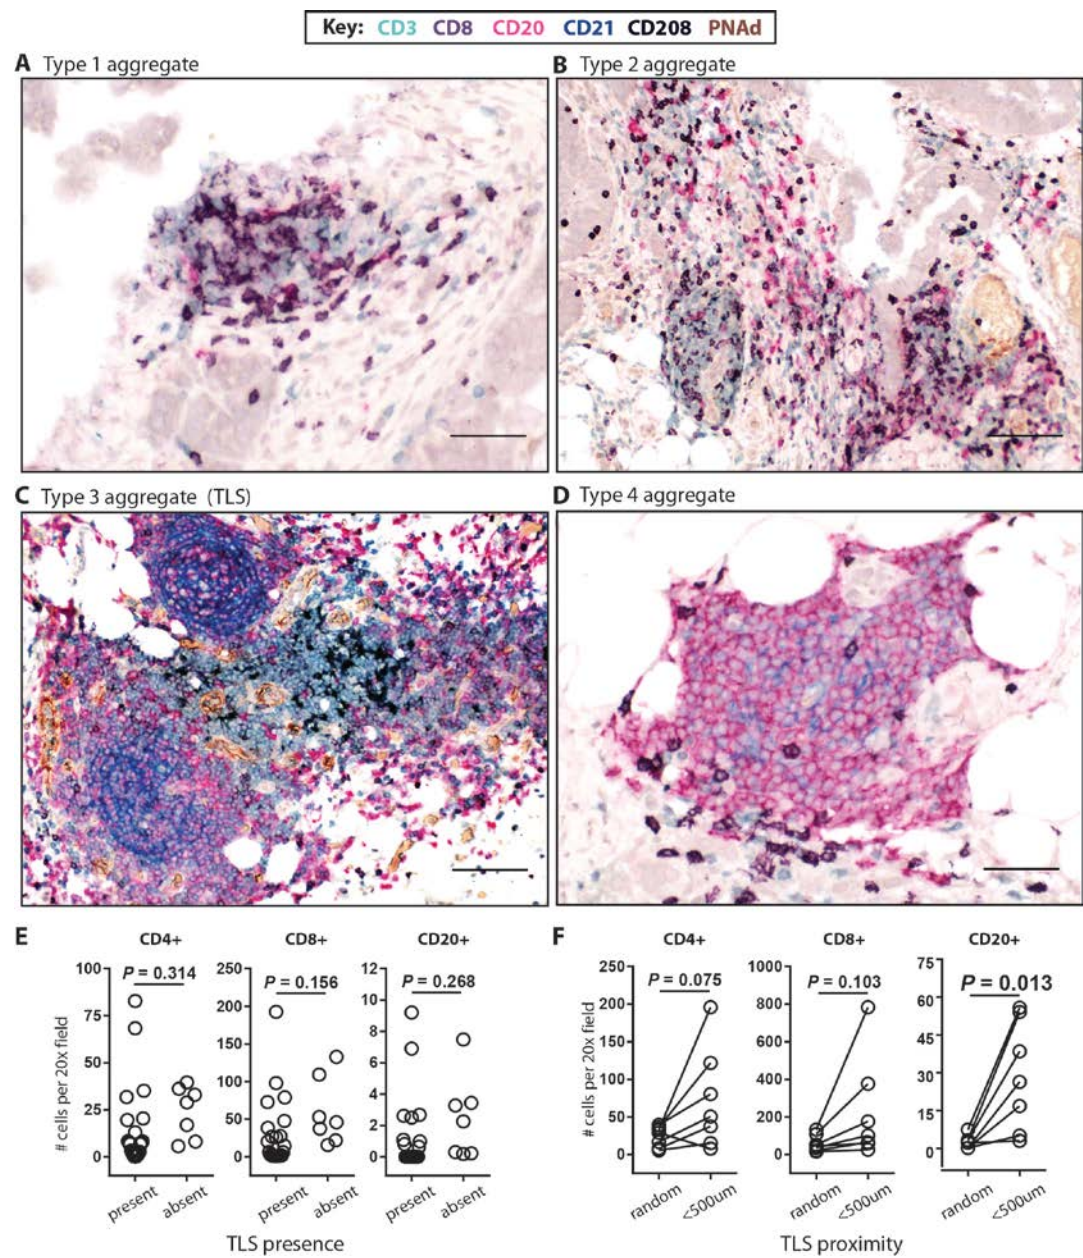 Key: CD3 CD8 CD20 CD21 CD208 PNAd
A Type 1 aggregate
B Type 2 aggregate
C Type 3 aggregate (TLS)
D Type 4 aggregate
E
CD4+ CD8+ CD20+
# cells per 20x field
100
75
50
25
0
P = 0.314
present absent
250
200
150
100
50
0
P = 0.156
present absent
12
10
8
6
4
2
0
P = 0.268
present absent
TLS presence
F
CD4+ CD8+ CD20+
# cells per 20x field
250
200
150
100
50
0
P = 0.075
random <500um
1000
800
600
400
200
0
P = 0.103
random <500um
75
60
45
30
15
0
P = 0.013
random <500um
TLS proximity